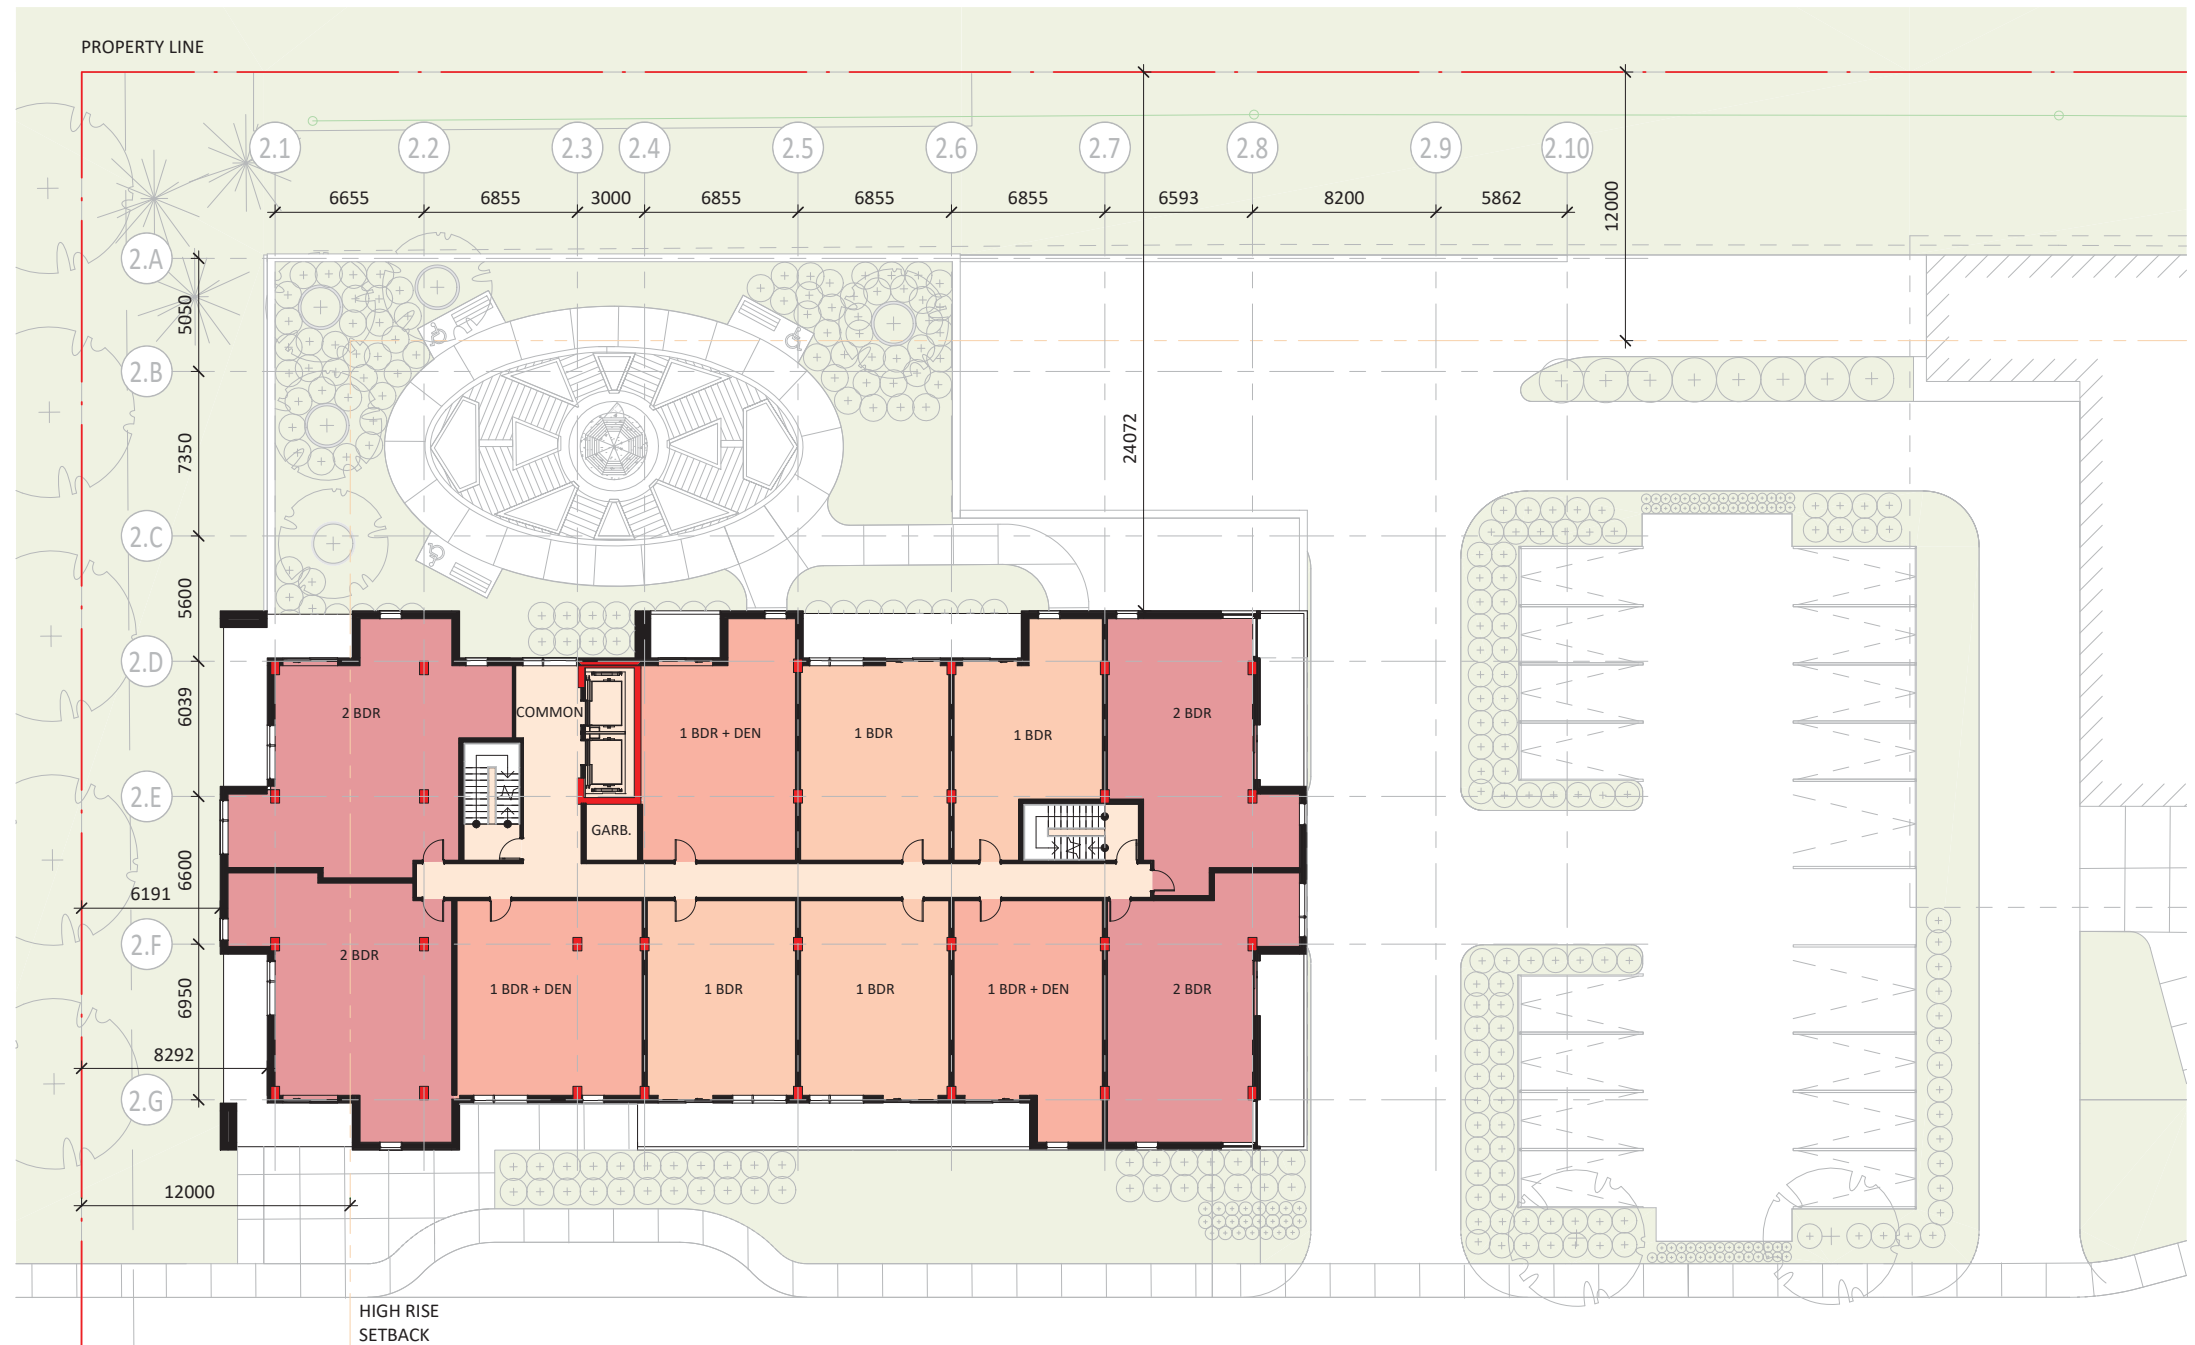 PROPERTY LINE
2.1 2.2 2.3 2.4 2.5 2.6 2.7 2.8 2.9 2.10
6655 6855 3000 6855 6855 6855 6593 8200 5862
12000
2.A
5050
2.B
7350
24072
2.C
5600
2.D
6039
2 BDR
COMMON
1 BDR + DEN
1 BDR
1 BDR
2 BDR
2.E
GARB.
6600
6191
2.F
2 BDR
6950
1 BDR + DEN
1 BDR
1 BDR
1 BDR + DEN
2 BDR
8292
2.G
12000
HIGH RISE
SETBACK